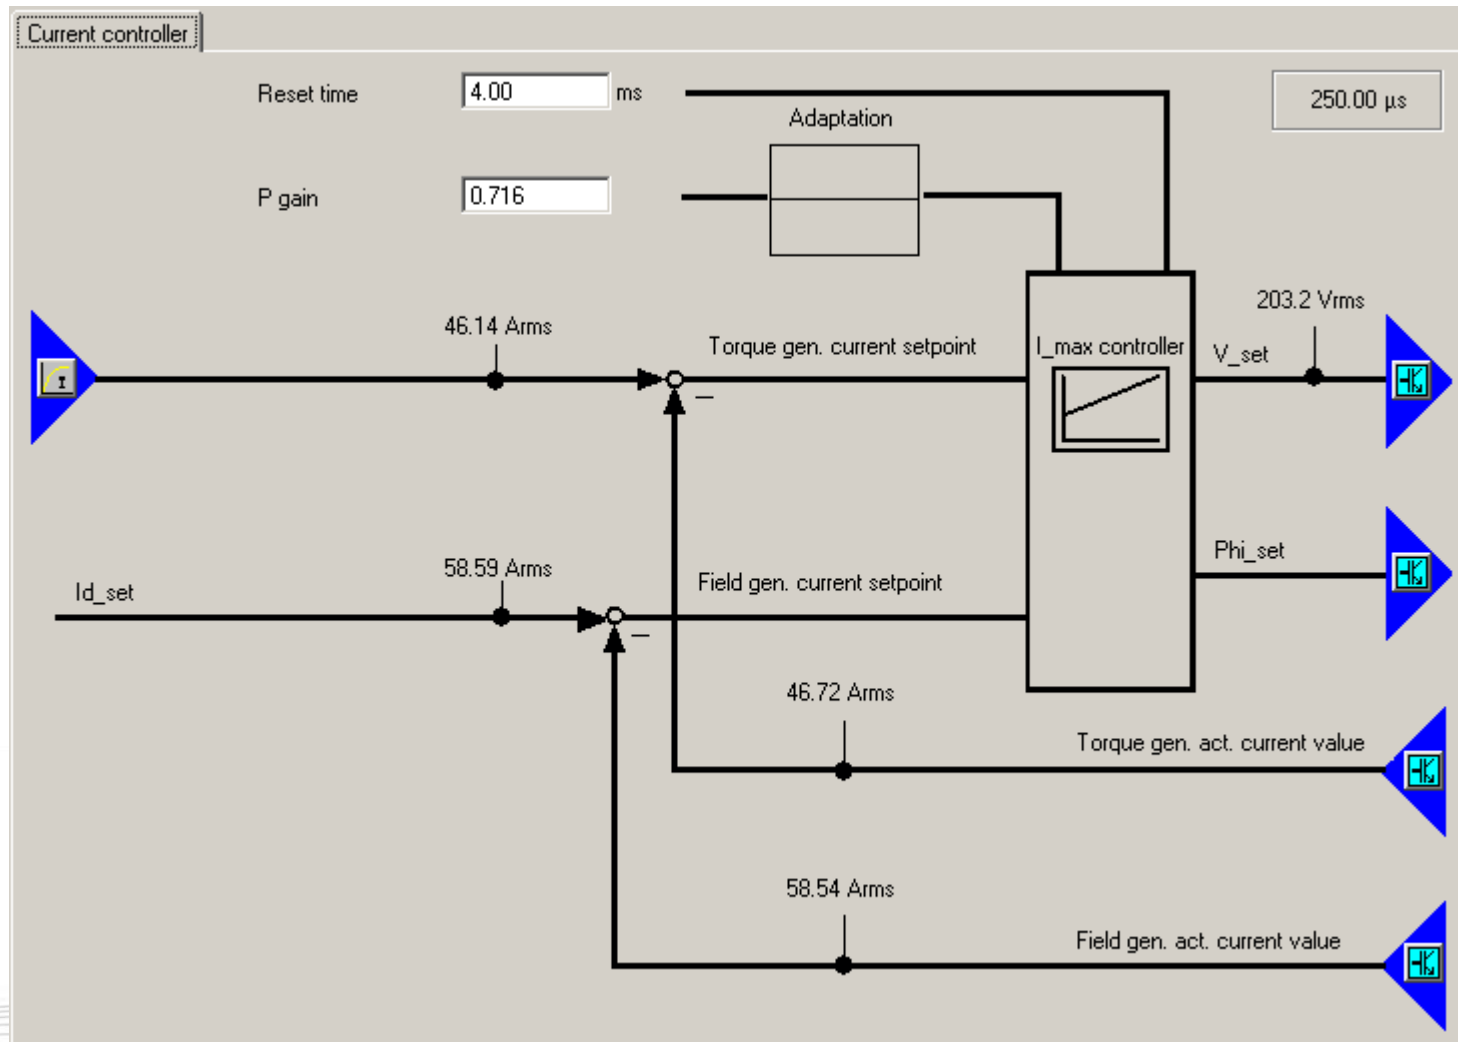 Current controller
Reset time 4.00 ms
250.00 µs
Adaptation
P gain 0.716
203.2 Vrms
46.14 Arms
Torque gen. current setpoint
I_max controller
V_set
I
Phi_set
58.59 Arms
Field gen. current setpoint
Id_set
46.72 Arms
Torque gen. act. current value
58.54 Arms
Field gen. act. current value